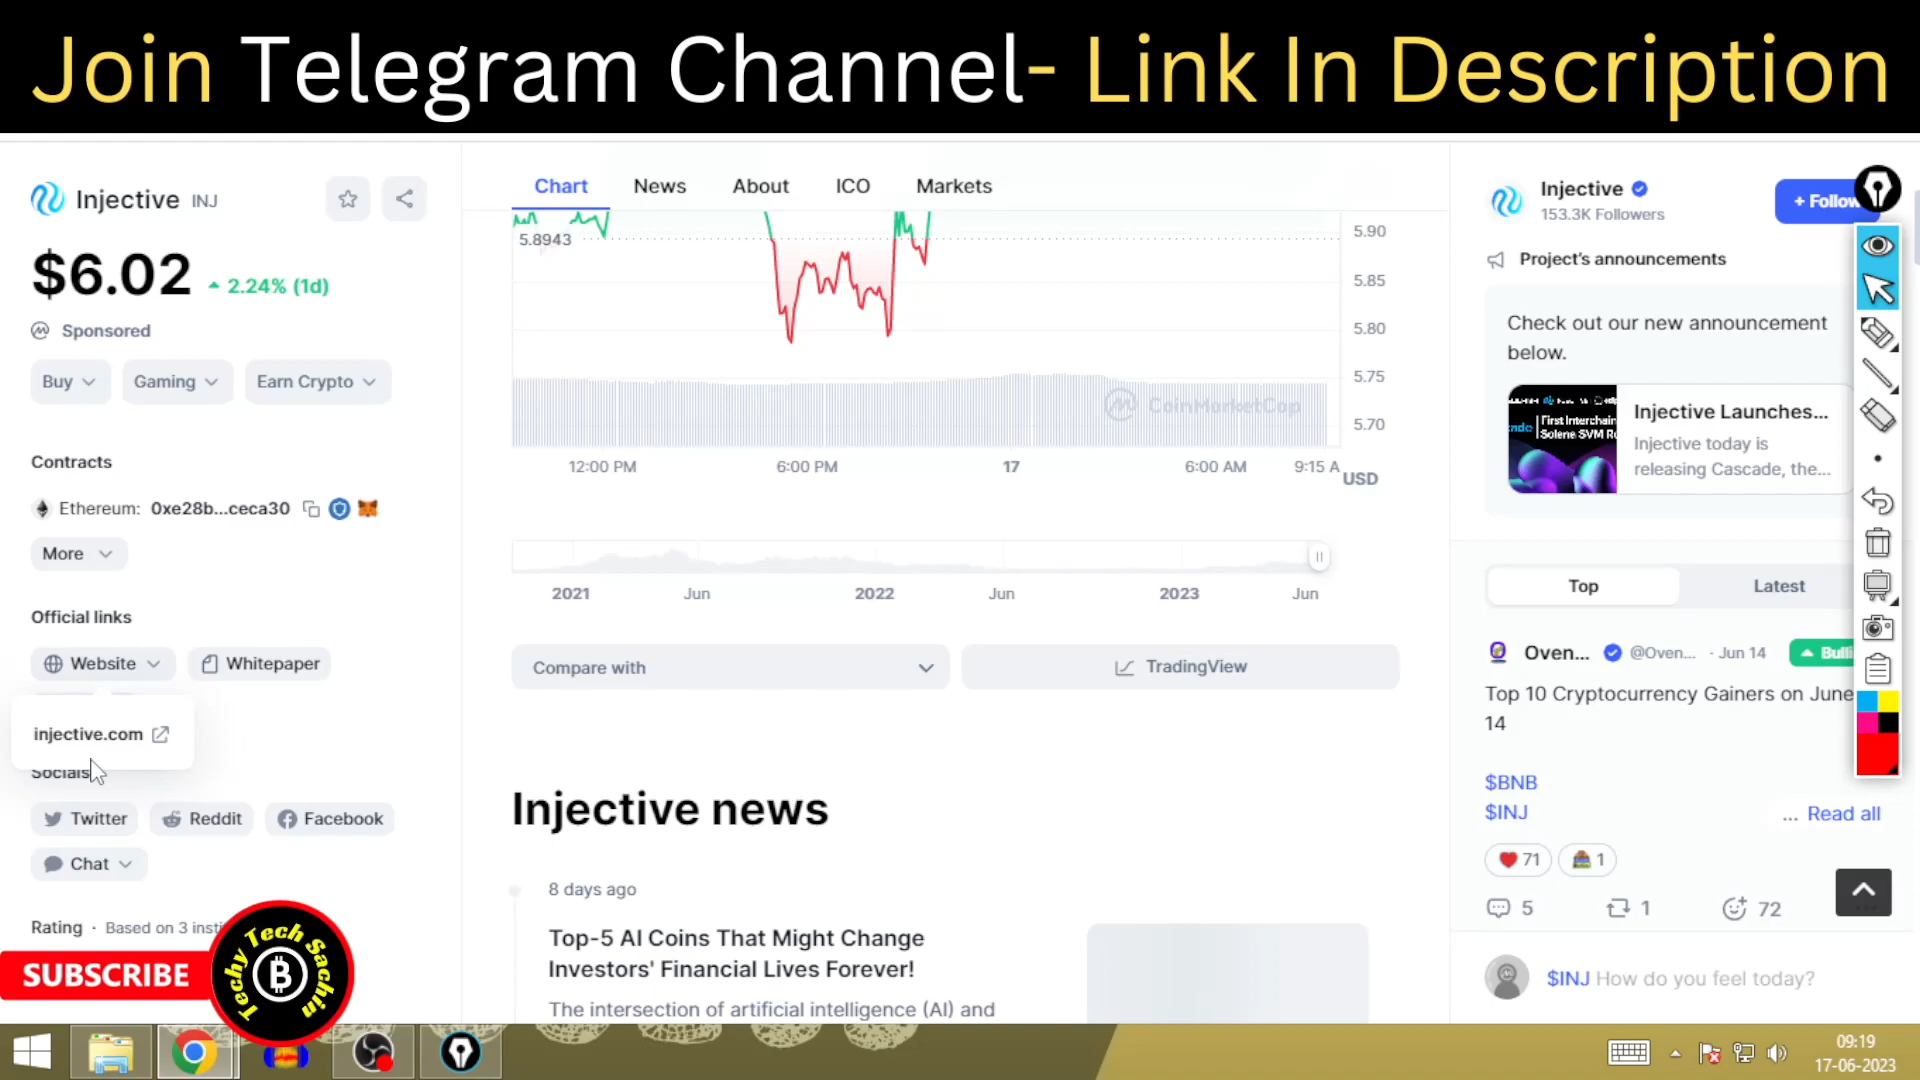 Join Telegram Channel- Link In Description
Injective INJ
$6.02 2.24% (1d)
Sponsored
Buy
Gaming
Earn Crypto
Contracts
Ethereum: 0xe28b...ceca30
More
Official links
Website
Whitepaper
injective.com
Socials
Twitter
Reddit
Facebook
Chat
Rating · Based on 3 insti
SUBSCRIBE
Techy Tech Sachin
Chart
News
About
ICO
Markets
5.8943
5.90
5.85
5.80
5.75
5.70
CoinMarketCap
12:00 PM
6:00 PM
17
6:00 AM
9:15 A
USD
2021
Jun
2022
Jun
2023
Jun
Compare with
TradingView
Injective news
8 days ago
Top-5 AI Coins That Might Change
Investors' Financial Lives Forever!
The intersection of artificial intelligence (AI) and
Injective
153.3K Followers
+ Follow
Project's announcements
Check out our new announcement
below.
First Interchain
Solene SVM Ro
Injective Launches...
Injective today is
releasing Cascade, the...
Top
Latest
Oven... @Oven... · Jun 14
Bulli
Top 10 Cryptocurrency Gainers on June
14
$BNB
$INJ
... Read all
71
1
5
1
72
$INJ How do you feel today?
09:19
17-06-2023